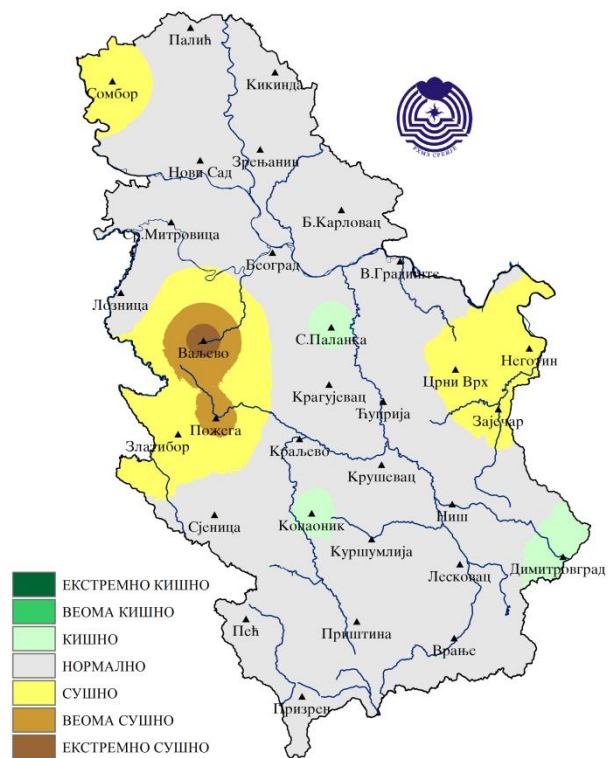 Палић
Сомбор
Кикинда
РХМЗ СРБИЈЕ
Зрењанин
Нови Сад
Б.Карловац
Ср.Митровица
Београд
В.Градиште
Лозница
Ваљево
С.Паланка
Неготин
Црни Врх
Крагујевац
Ћуприја
Зајечар
Пожега
Златибор
Краљево
Крушевац
Ниш
Сјеница
Копаоник
Куршумлија
Димитровград
Лесковац
Пећ
Приштина
Врање
Призрен
ЕКСТРЕМНО КИШНО
ВЕОМА КИШНО
КИШНО
НОРМАЛНО
СУШНО
ВЕОМА СУШНО
ЕКСТРЕМНО СУШНО